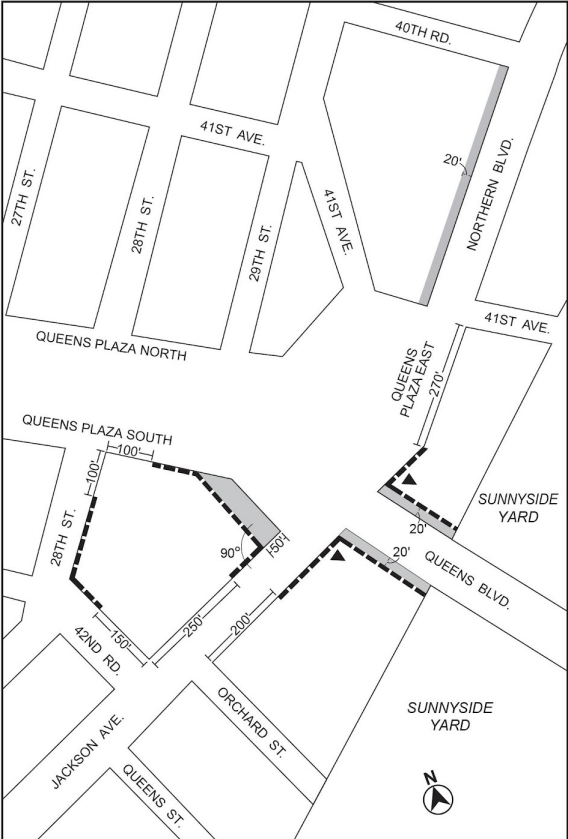 40TH RD.
41ST AVE.
20'
NORTHERN BLVD.
27TH ST.
28TH ST.
29TH ST.
41ST AVE.
41ST AVE.
QUEENS PLAZA NORTH
QUEENS
PLAZA EAST
270'
QUEENS PLAZA SOUTH
100'
100'
SUNNYSIDE
YARD
28TH ST.
20'
90°
50'
20'
QUEENS BLVD.
250'
200'
150'
42ND RD.
ORCHARD ST.
SUNNYSIDE
YARD
JACKSON AVE.
QUEENS ST.
N